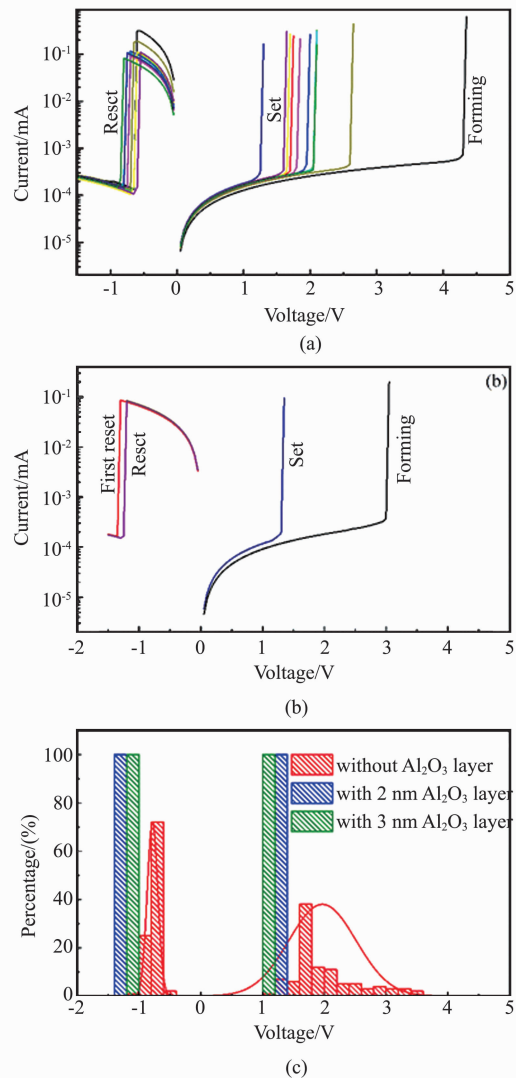 10⁻¹
10⁻²
10⁻³
10⁻⁴
10⁻⁵
Current/mA
Resct
Set
Forming
-1 0 1 2 3 4 5
Voltage/V
(a)
(b)
10⁻¹
10⁻²
10⁻³
10⁻⁴
10⁻⁵
Current/mA
First reset
Resct
Set
Forming
-2 -1 0 1 2 3 4 5
Voltage/V
(b)
100
80
60
40
20
0
Percentage/(%)
without Al₂O₃ layer
with 2 nm Al₂O₃ layer
with 3 nm Al₂O₃ layer
-2 -1 0 1 2 3 4 5
Voltage/V
(c)